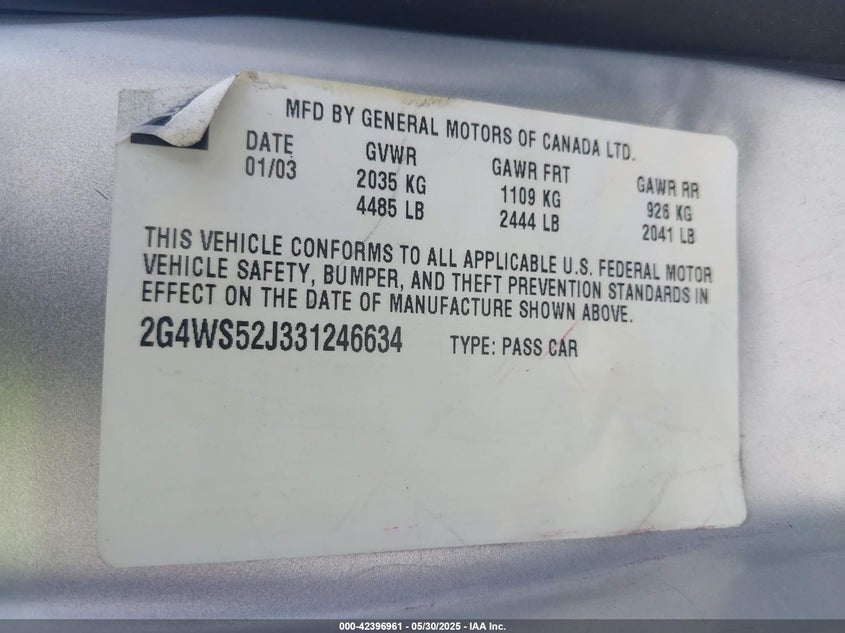 MFD BY GENERAL MOTORS OF CANADA LTD.
DATE GVWR GAWR FRT GAWR RR
01/03 2035 KG 1109 KG 926 KG
4485 LB 2444 LB 2041 LB
THIS VEHICLE CONFORMS TO ALL APPLICABLE U.S. FEDERAL MOTOR
VEHICLE SAFETY, BUMPER, AND THEFT PREVENTION STANDARDS IN
EFFECT ON THE DATE OF MANUFACTURE SHOWN ABOVE.
2G4WS52J331246634 TYPE: PASS CAR
000-42396961 - 05/30/2025 - IAA Inc.